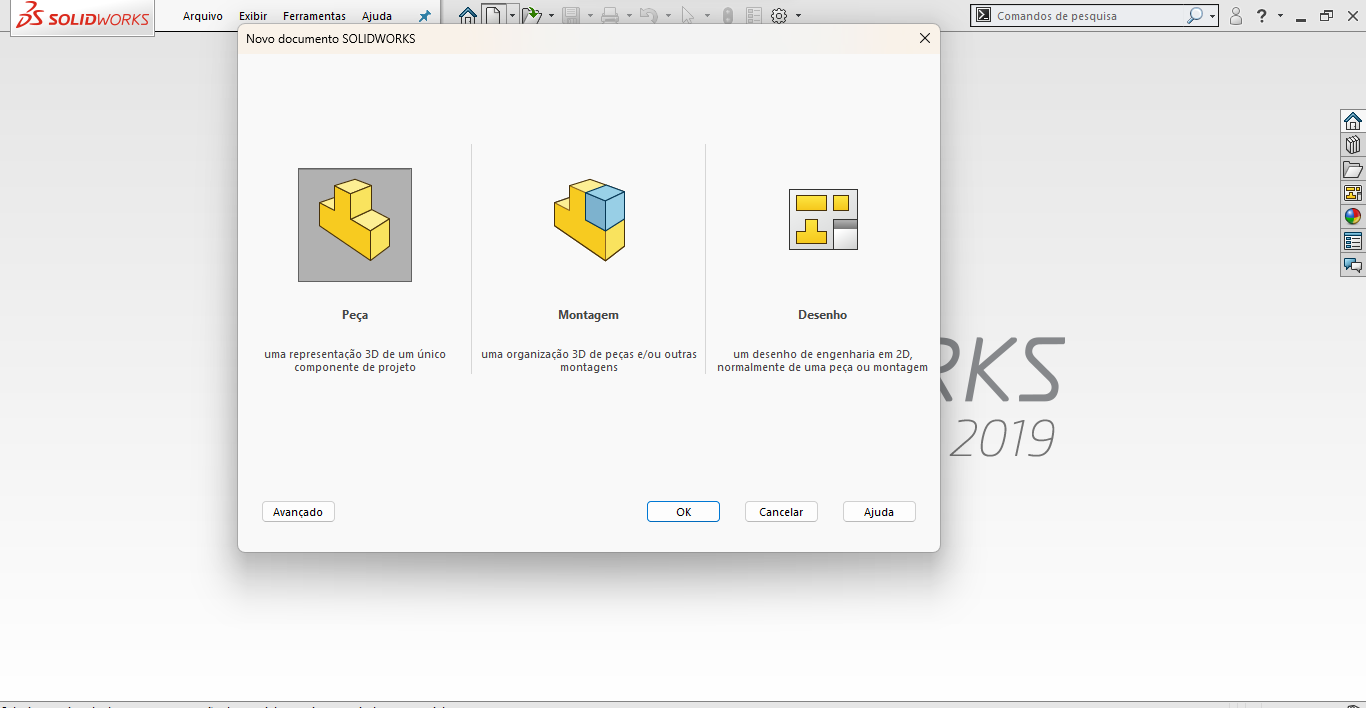 SOLIDWORKS
Arquivo Exibir Ferramentas Ajuda
Comandos de pesquisa
?
Novo documento SOLIDWORKS
Peça
uma representação 3D de um único
componente de projeto
Montagem
uma organização 3D de peças e/ou outras
montagens
Desenho
um desenho de engenharia em 2D,
normalmente de uma peça ou montagem
RKS
2019
Avançado OK Cancelar Ajuda